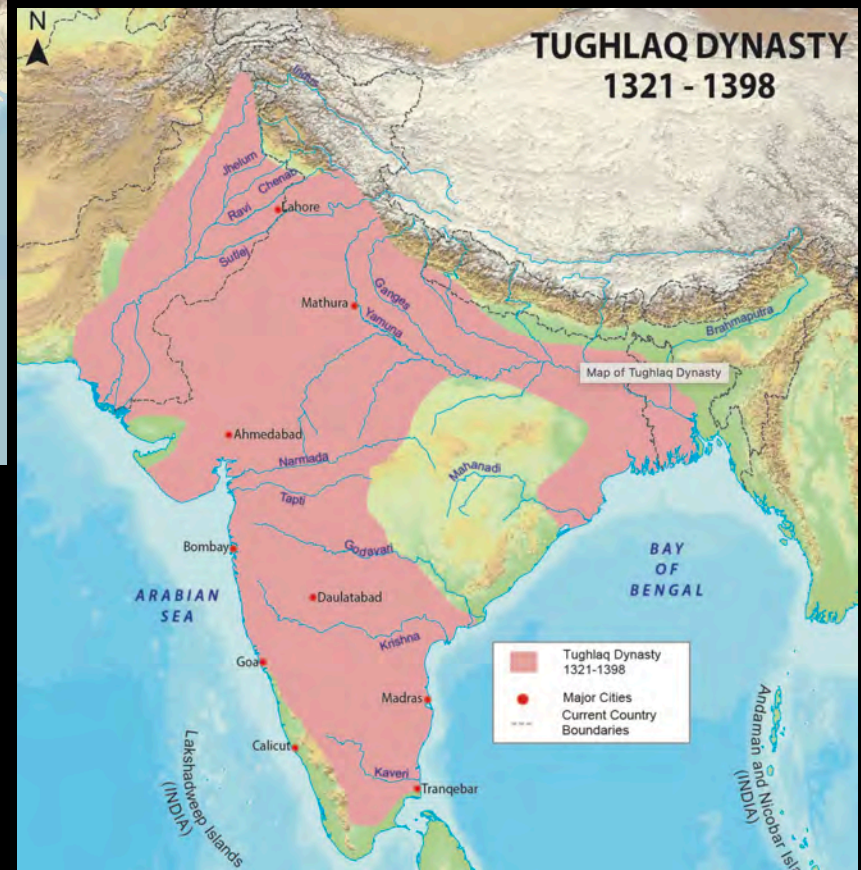 N
TUGHLAQ DYNASTY
1321 - 1398
Indus
Jhelum
Chenab
Ravi
Lahore
Sutlej
Mathura
Ganges
Yamuna
Brahmaputra
Map of Tughlaq Dynasty
Ahmedabad
Narmada
Mahanadi
Tapti
Bombay
Godavari
BAY
OF
BENGAL
ARABIAN
SEA
Daulatabad
Krishna
Goa
Tughlaq Dynasty
1321-1398
Major Cities
Current Country
Boundaries
Madras
Calicut
Kaveri
Tranqebar
Lakshadweep Islands
(INDIA)
Andaman and Nicobar Isla
(INDIA)